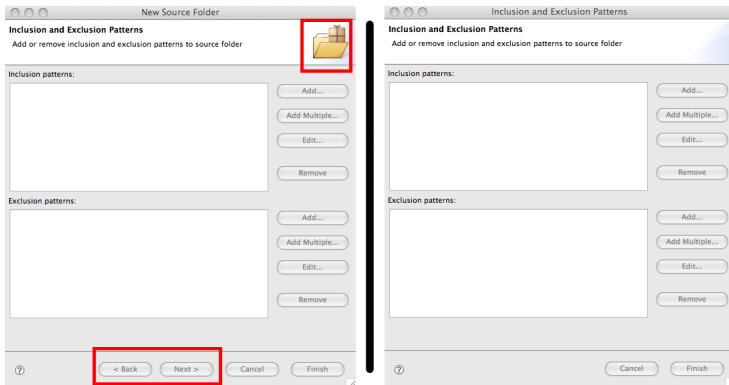 New Source Folder
Inclusion and Exclusion Patterns
Add or remove inclusion and exclusion patterns to source folder
Inclusion patterns:
Add...
Add Multiple...
Edit...
Remove
Exclusion patterns:
Add...
Add Multiple...
Edit...
Remove
?
< Back Next > Cancel Finish
Inclusion and Exclusion Patterns
Inclusion and Exclusion Patterns
Add or remove inclusion and exclusion patterns to source folder
Inclusion patterns:
Add...
Add Multiple...
Edit...
Remove
Exclusion patterns:
Add...
Add Multiple...
Edit...
Remove
?
Cancel Finish